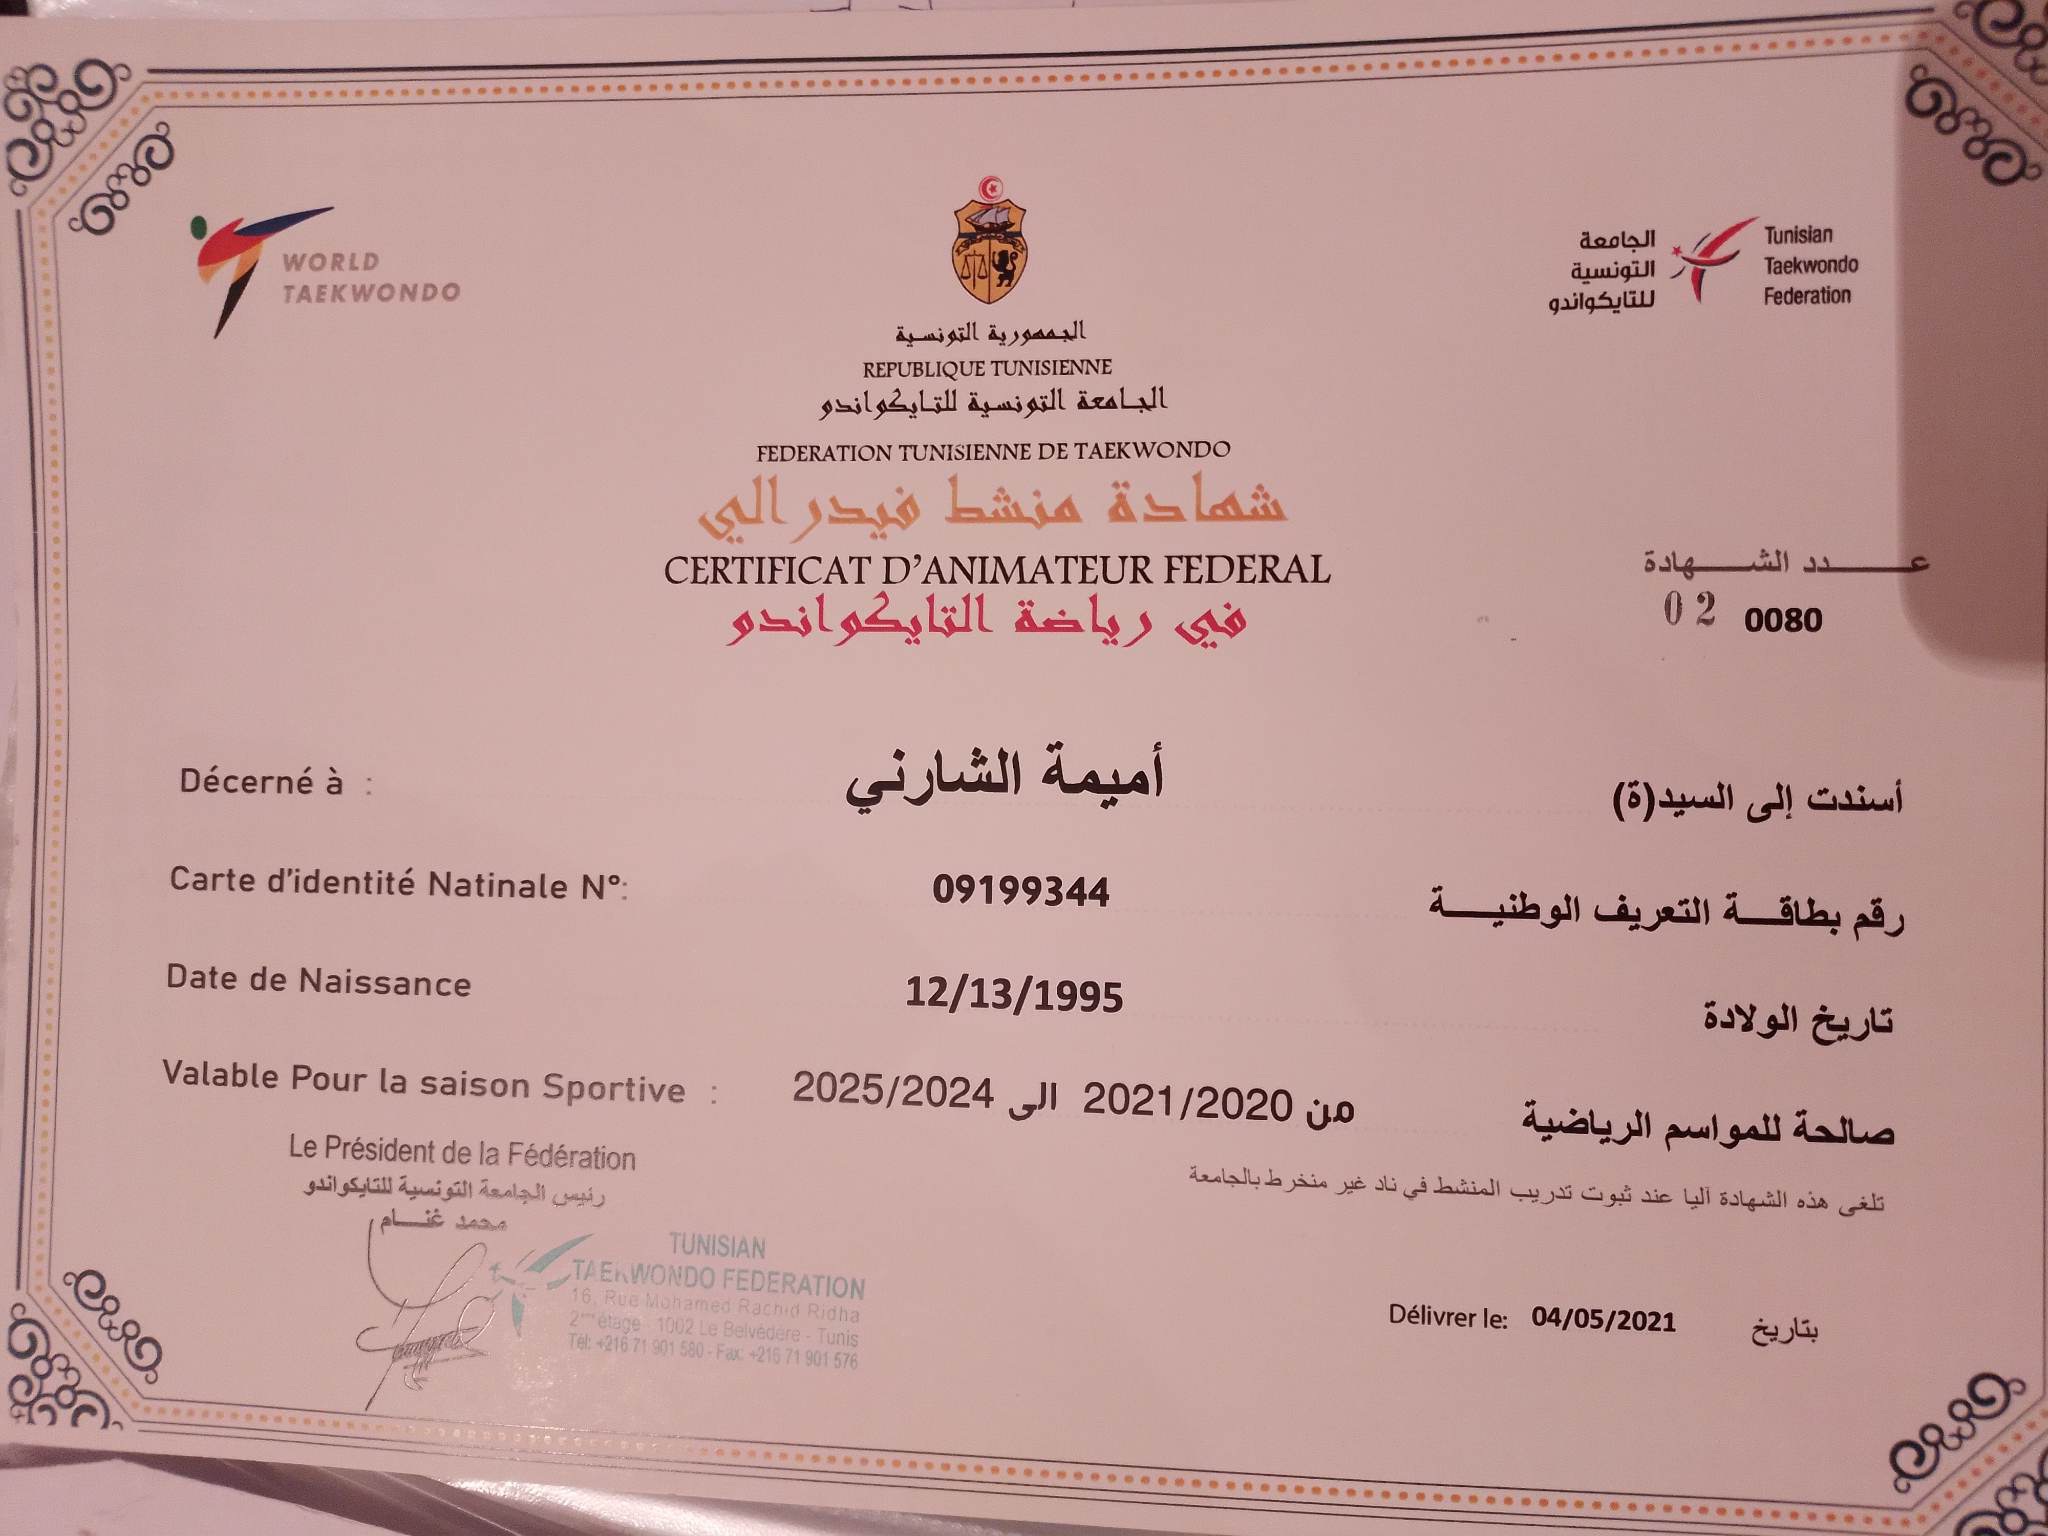 WORLD
TAEKWONDO
الجامعة
التونسية
للتايكواندو
Tunisian
Taekwondo
Federation
الجمهورية التونسية
REPUBLIQUE TUNISIENNE
الجامعة التونسية للتايكواندو
FEDERATION TUNISIENNE DE TAEKWONDO
شهادة منشط فيدرالي
CERTIFICAT D'ANIMATEUR FEDERAL
في رياضة التايكواندو
عدد الشهادة
02 0080
Décerné à : أميمة الشارني أسندت إلى السيد(ة)
Carte d'identité Natinale N°: 09199344 رقم بطاقة التعريف الوطنية
Date de Naissance 12/13/1995 تاريخ الولادة
Valable Pour la saison Sportive : من 2021/2020 الى 2025/2024 صالحة للمواسم الرياضية
تلغى هذه الشهادة آليا عند ثبوت تدريب المنشط في ناد غير منخرط بالجامعة
Le Président de la Fédération
رئيس الجامعة التونسية للتايكواندو
محمد غنام
TUNISIAN
TAEKWONDO FEDERATION
16, Rue Mohamed Rachid Ridha
2ème étage - 1002 Le Belvédère - Tunis
Tél: +216 71 901 580 - Fax: +216 71 901 576
Délivrer le: 04/05/2021 بتاريخ